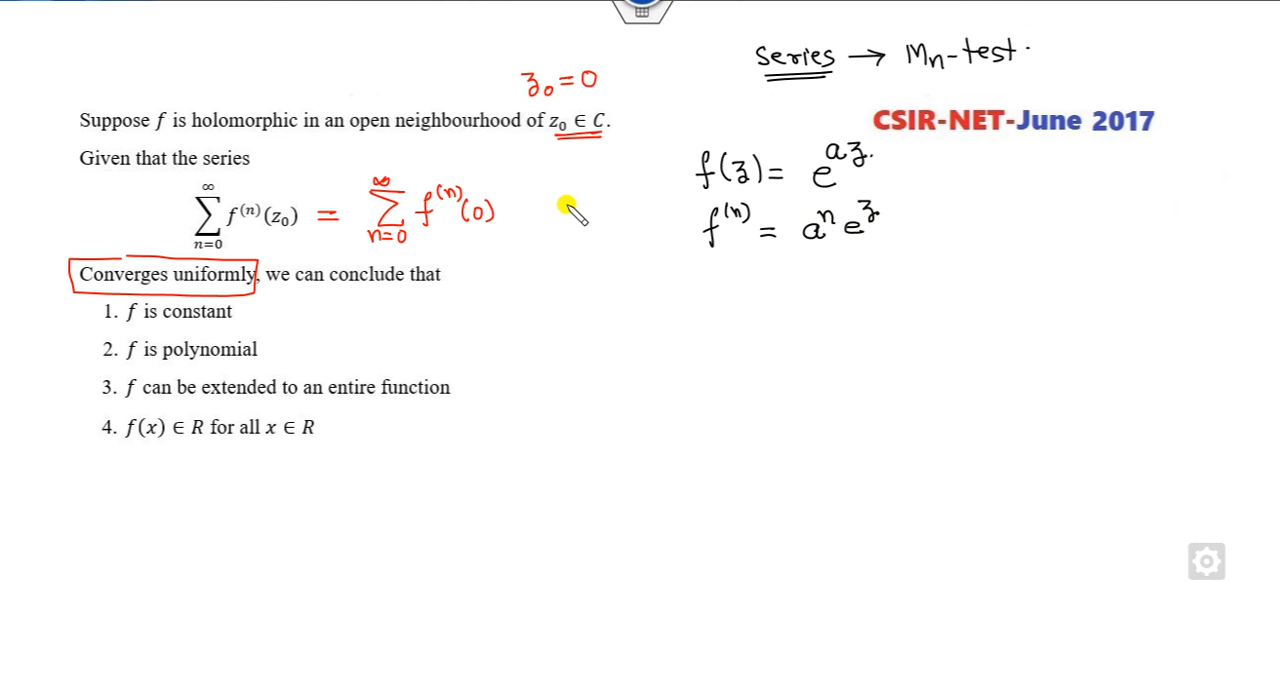 Series → Mn-test.
z₀ = 0
Suppose f is holomorphic in an open neighbourhood of z₀ ∈ C.
CSIR-NET-June 2017
Given that the series
f(z) = e^{az}.
∑_{n=0}^{∞} f^{(n)}(z₀) = ∑_{n=0}^{∞} f^{(n)}(0)
f^{(n)} = aⁿ e^{z}
Converges uniformly, we can conclude that
1. f is constant
2. f is polynomial
3. f can be extended to an entire function
4. f(x) ∈ R for all x ∈ R